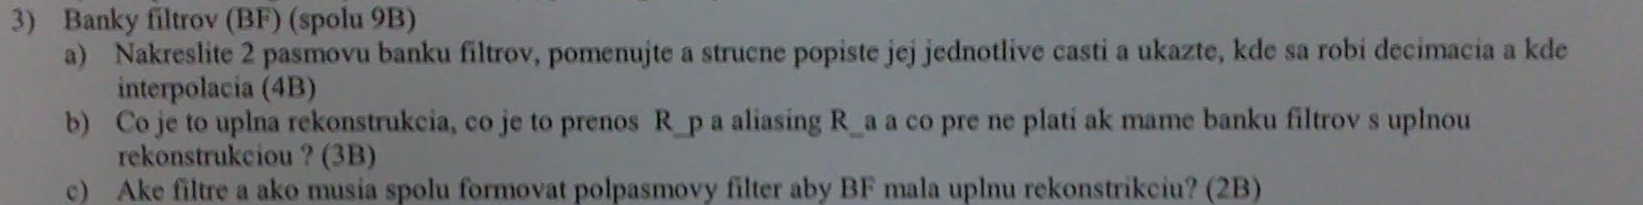 3) Banky filtrov (BF) (spolu 9B)
a) Nakreslite 2 pasmovu banku filtrov, pomenujte a strucne popiste jej jednotlive casti a ukazte, kde sa robi decimacia a kde
interpolacia (4B)
b) Co je to uplna rekonstrukcia, co je to prenos R_p a aliasing R_a a co pre ne plati ak mame banku filtrov s uplnou
rekonstrukciou ? (3B)
c) Ake filtre a ako musia spolu formovat polpasmovy filter aby BF mala uplnu rekonstrikciu? (2B)